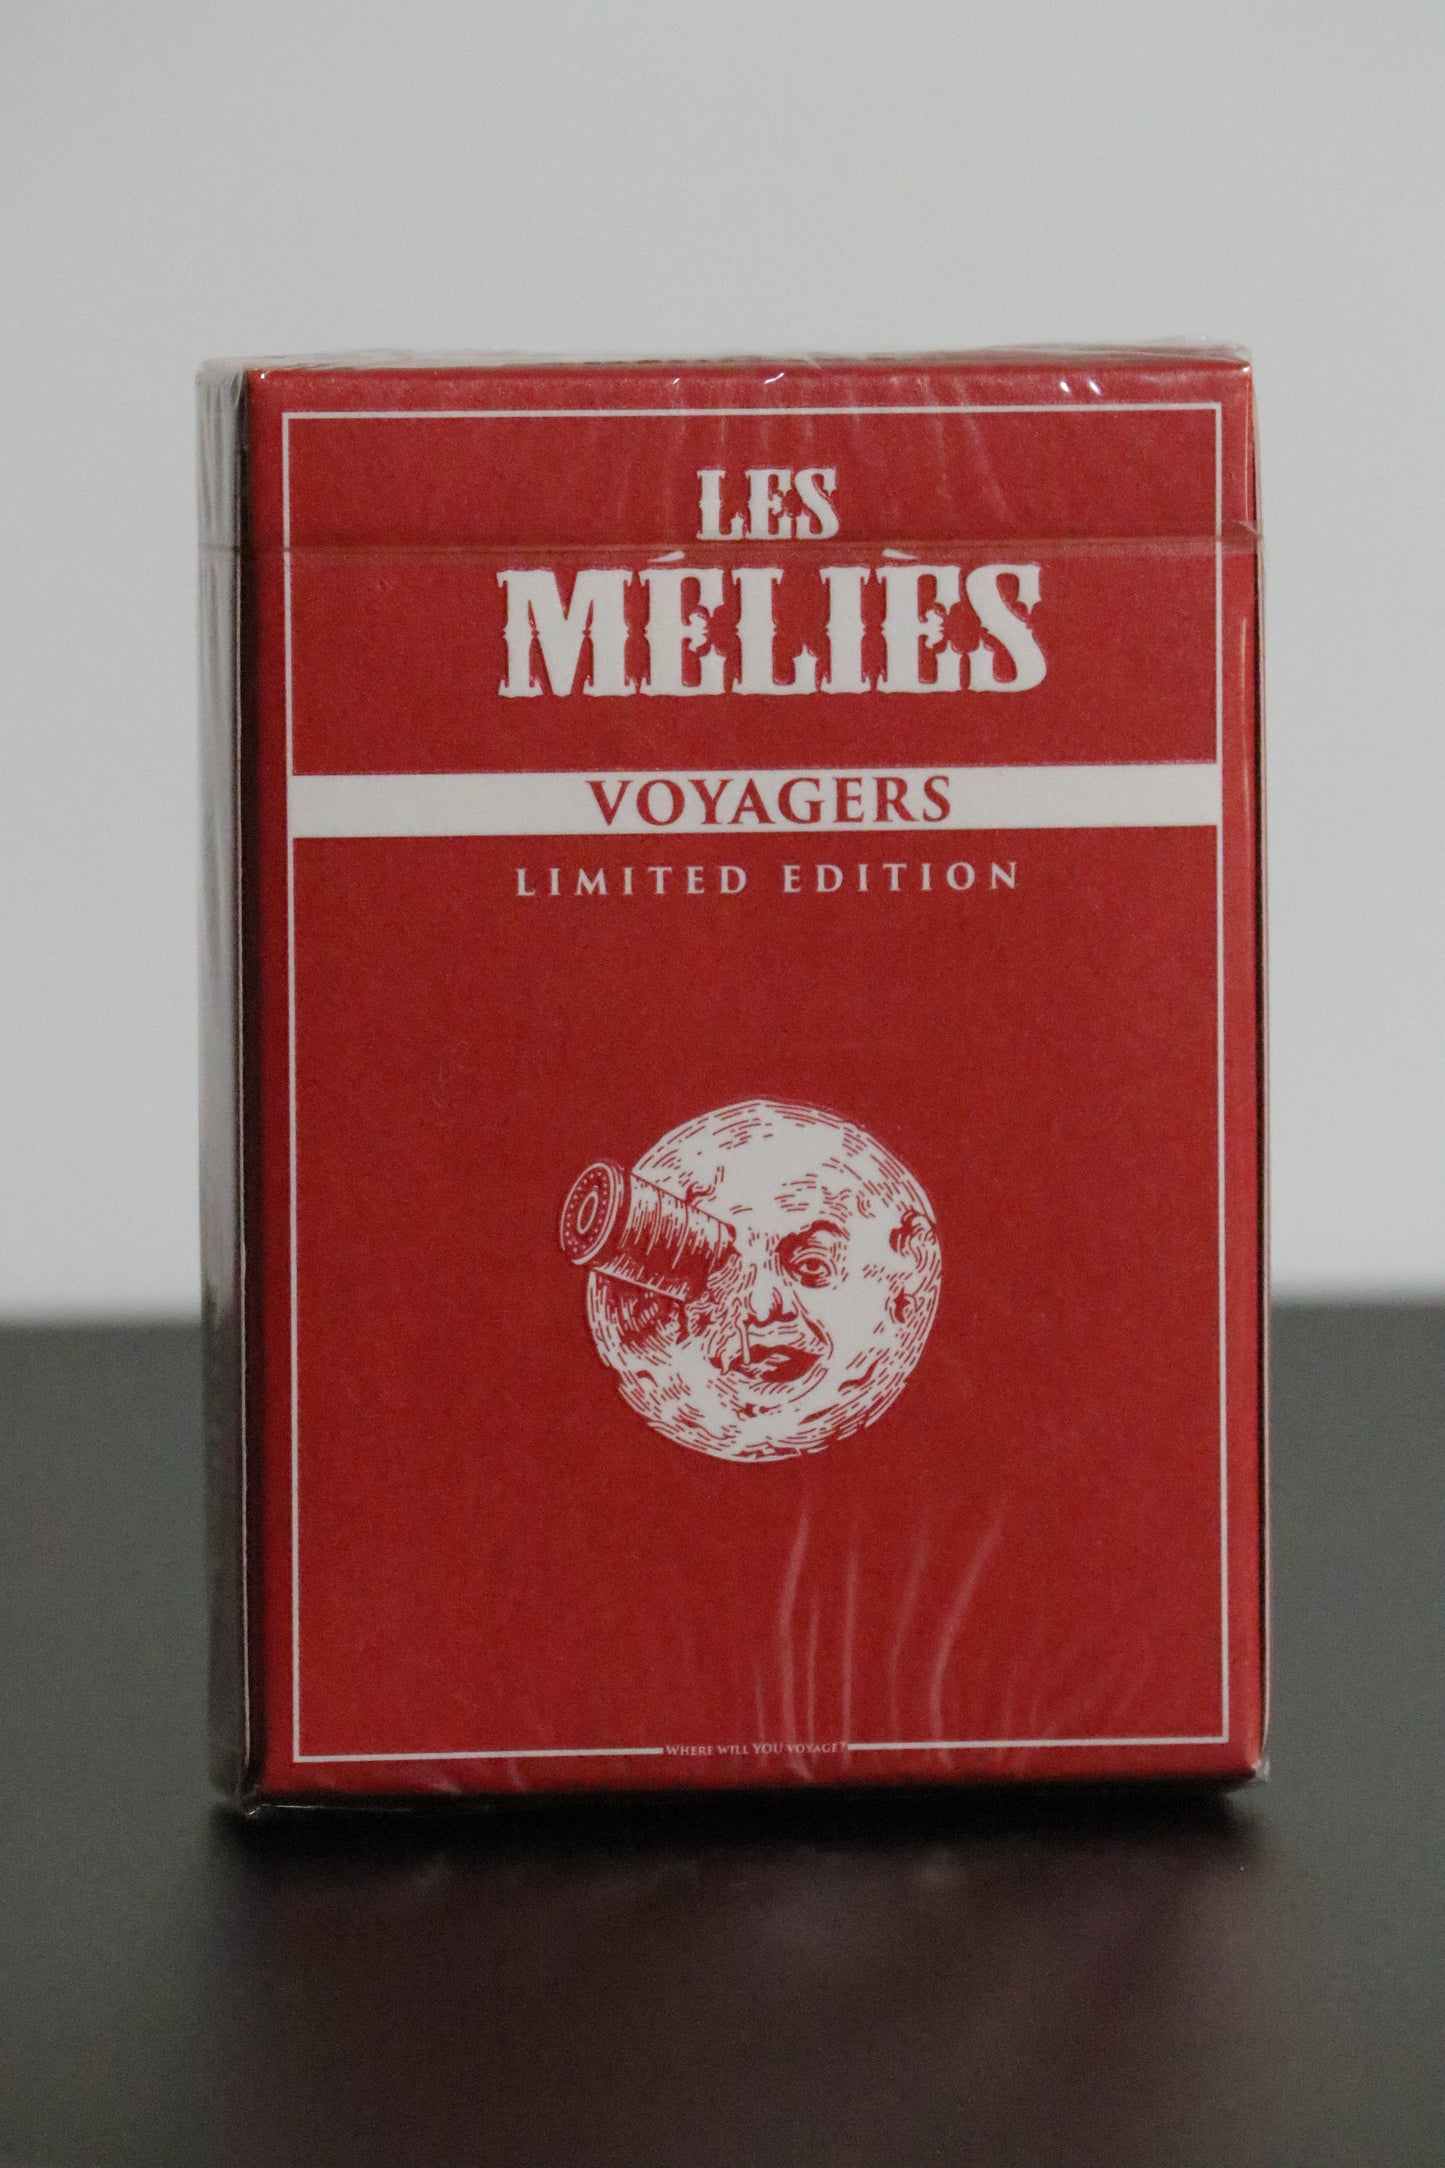 LES
MÉLIÈS
VOYAGERS
LIMITED EDITION
WHERE WILL YOU VOYAGE?